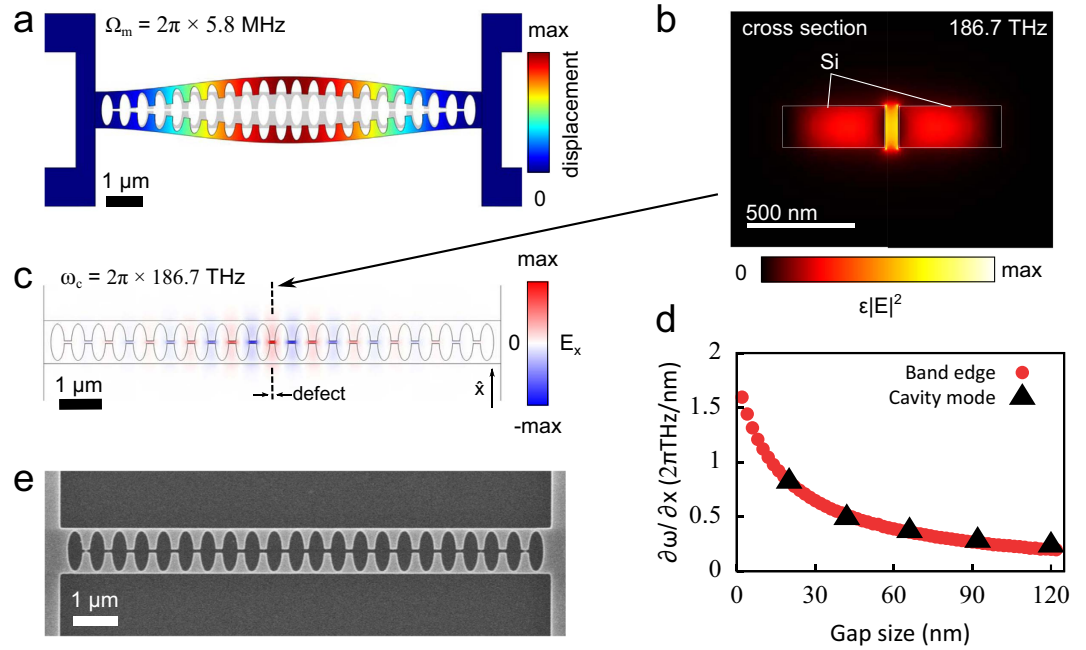 a
Ωm = 2π × 5.8 MHz
max
displacement
0
1 µm
b
cross section
186.7 THz
Si
500 nm
0
max
ε|E|²
c
ωc = 2π × 186.7 THz
max
0
Ex
-max
defect
x̂
1 µm
d
2
1.5
1
0.5
0
∂ω/ ∂x (2πTHz/nm)
Band edge
Cavity mode
0
30
60
90
120
Gap size (nm)
e
1 µm